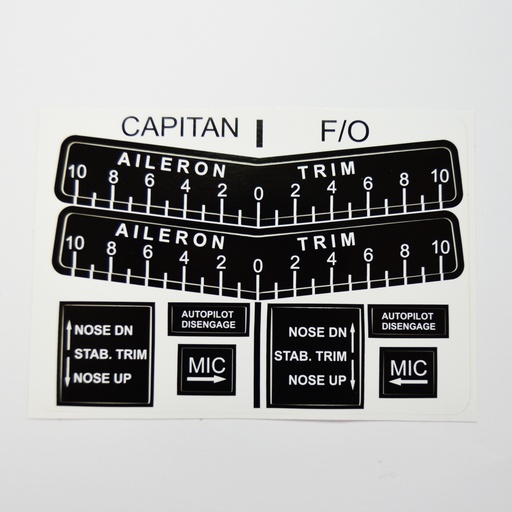 CAPITAN F/O
AILERON TRIM
10 8 6 4 2 0 2 4 6 8 10
AILERON TRIM
10 8 6 4 2 0 2 4 6 8 10
NOSE DN
STAB. TRIM
NOSE UP
AUTOPILOT
DISENGAGE
MIC
NOSE DN
STAB. TRIM
NOSE UP
AUTOPILOT
DISENGAGE
MIC